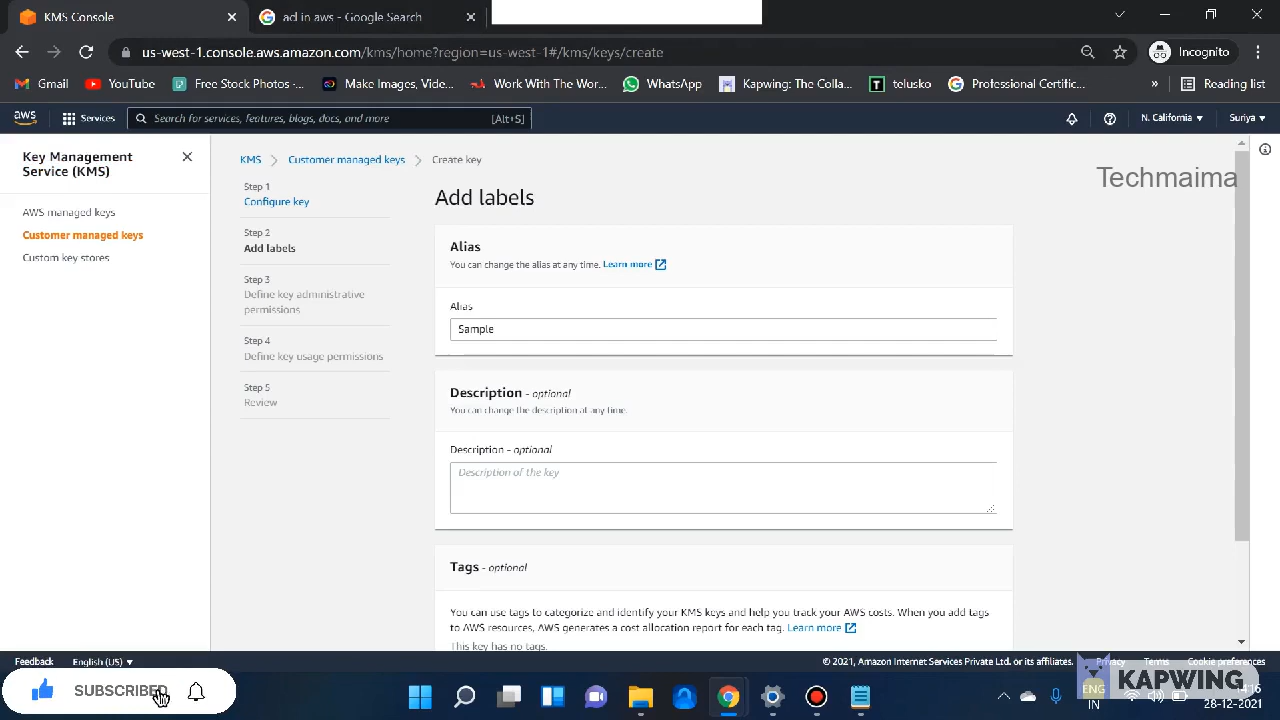 KMS Console
ad in aws - Google Search
us-west-1.console.aws.amazon.com/kms/home?region=us-west-1#/kms/keys/create
Incognito
Gmail
YouTube
Free Stock Photos ·...
Make Images, Vide...
Work With The Wor...
WhatsApp
Kapwing: The Colla...
T
telusko
Professional Certific...
»
Reading list
aws
Services
Search for services, features, blogs, docs, and more
[Alt+S]
N. California ▼
Suriya ▼
Key Management
Service (KMS)
AWS managed keys
Customer managed keys
Custom key stores
KMS
Customer managed keys
Create key
Techmaima
Step 1
Configure key
Step 2
Add labels
Step 3
Define key administrative
permissions
Step 4
Define key usage permissions
Step 5
Review
Add labels
Alias
You can change the alias at any time. Learn more
Alias
Sample
Description - optional
You can change the description at any time.
Description - optional
Description of the key
Tags - optional
You can use tags to categorize and identify your KMS keys and help you track your AWS costs. When you add tags
to AWS resources, AWS generates a cost allocation report for each tag. Learn more
This key has no tags.
Feedback
English (US) ▼
© 2021, Amazon Internet Services Private Ltd. or its affiliates.
Privacy
Terms
Cookie preferences
SUBSCRIBED
ENG
IN
KAPWING
14:16
28-12-2021